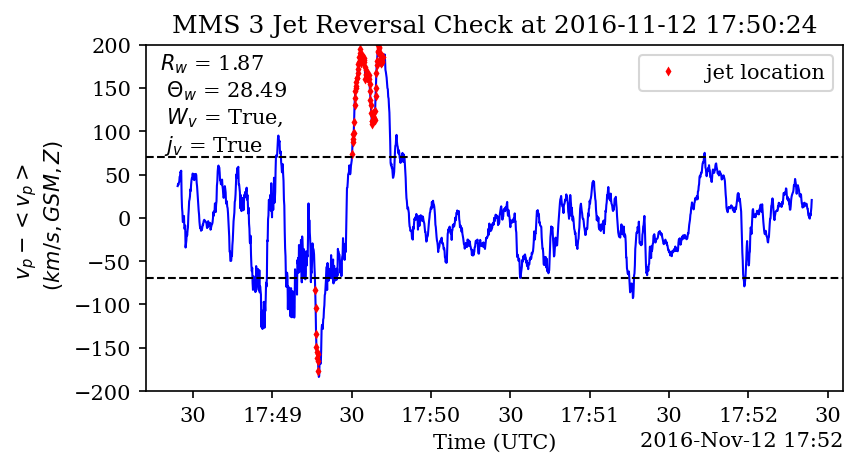 MMS 3 Jet Reversal Check at 2016-11-12 17:50:24
R_w = 1.87
Θ_w = 28.49
W_v = True,
j_v = True
jet location
v_p − < v_p >
(km/s, GSM, Z)
200
150
100
50
0
−50
−100
−150
−200
30 17:49 30 17:50 30 17:51 30 17:52 30
Time (UTC)
2016-Nov-12 17:52